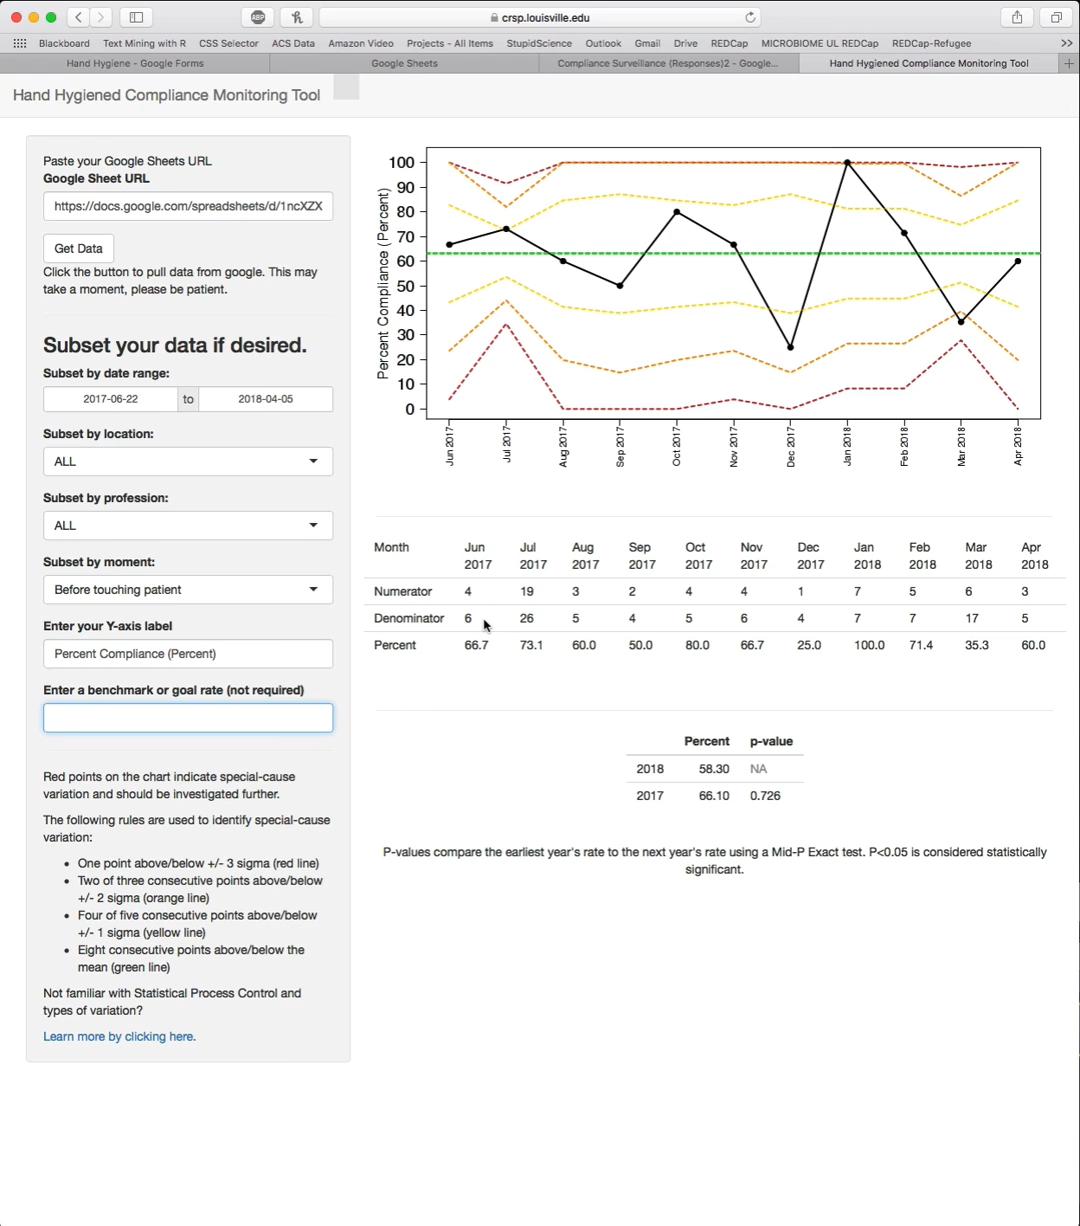 ABP
crsp.louisville.edu
Blackboard Text Mining with R CSS Selector ACS Data Amazon Video Projects - All Items StupidScience Outlook Gmail Drive REDCap MICROBIOME UL REDCap REDCap-Refugee
Hand Hygiene - Google Forms Google Sheets Compliance Surveillance (Responses)2 - Google... Hand Hygiened Compliance Monitoring Tool
Hand Hygiened Compliance Monitoring Tool
Paste your Google Sheets URL
Google Sheet URL
https://docs.google.com/spreadsheets/d/1ncXZX
Get Data
Click the button to pull data from google. This may
take a moment, please be patient.
Subset your data if desired.
Subset by date range:
2017-06-22 to 2018-04-05
Subset by location:
ALL
Subset by profession:
ALL
Subset by moment:
Before touching patient
Enter your Y-axis label
Percent Compliance (Percent)
Enter a benchmark or goal rate (not required)
Red points on the chart indicate special-cause
variation and should be investigated further.
The following rules are used to identify special-cause
variation:
• One point above/below +/- 3 sigma (red line)
• Two of three consecutive points above/below
+/- 2 sigma (orange line)
• Four of five consecutive points above/below
+/- 1 sigma (yellow line)
• Eight consecutive points above/below the
mean (green line)
Not familiar with Statistical Process Control and
types of variation?
Learn more by clicking here.
Percent Compliance (Percent)
100
90
80
70
60
50
40
30
20
10
0
Jun 2017 Jul 2017 Aug 2017 Sep 2017 Oct 2017 Nov 2017 Dec 2017 Jan 2018 Feb 2018 Mar 2018 Apr 2018
Month Jun Jul Aug Sep Oct Nov Dec Jan Feb Mar Apr
2017 2017 2017 2017 2017 2017 2017 2018 2018 2018 2018
Numerator 4 19 3 2 4 4 1 7 5 6 3
Denominator 6 26 5 4 5 6 4 7 7 17 5
Percent 66.7 73.1 60.0 50.0 80.0 66.7 25.0 100.0 71.4 35.3 60.0
Percent p-value
2018 58.30 NA
2017 66.10 0.726
P-values compare the earliest year's rate to the next year's rate using a Mid-P Exact test. P<0.05 is considered statistically
significant.